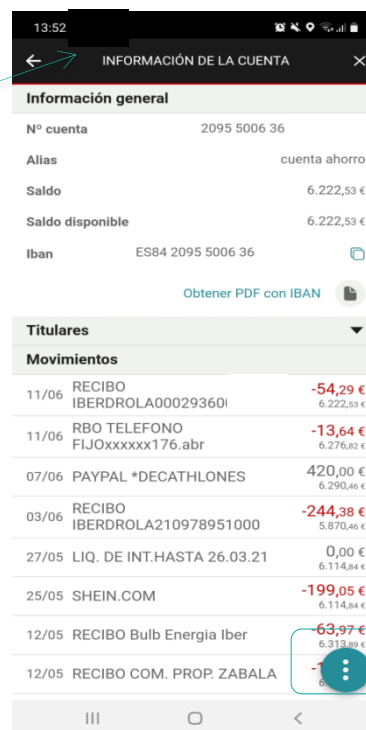 13:52
INFORMACIÓN DE LA CUENTA
Información general
Nº cuenta 2095 5006 36
Alias cuenta ahorro
Saldo 6.222,53 €
Saldo disponible 6.222,53 €
Iban ES84 2095 5006 36
Obtener PDF con IBAN
Titulares
Movimientos
11/06 RECIBO -54,29 €
IBERDROLA00029360 6.222,53 €
11/06 RBO TELEFONO -13,64 €
FIJOxxxxxx176.abr 6.276,82 €
07/06 PAYPAL *DECATHLONES 420,00 €
6.290,46 €
03/06 RECIBO -244,38 €
IBERDROLA210978951000 5.870,46 €
27/05 LIQ. DE INT.HASTA 26.03.21 0,00 €
6.114,84 €
25/05 SHEIN.COM -199,05 €
6.114,84 €
12/05 RECIBO Bulb Energia Iber -63,97 €
6.313,89 €
12/05 RECIBO COM. PROP. ZABALA